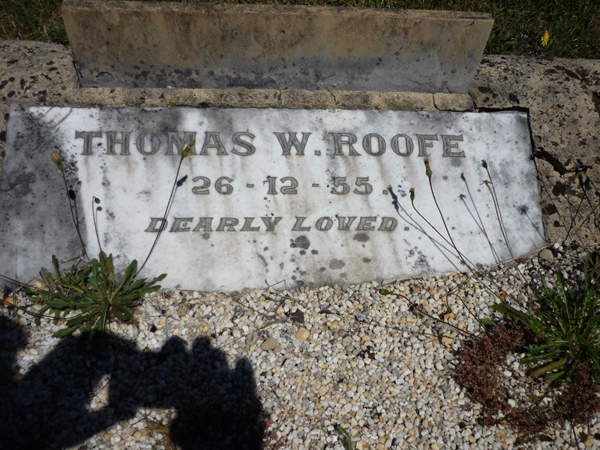 THOMAS W. ROOFE
26 - 12 - 55
DEARLY LOVED.